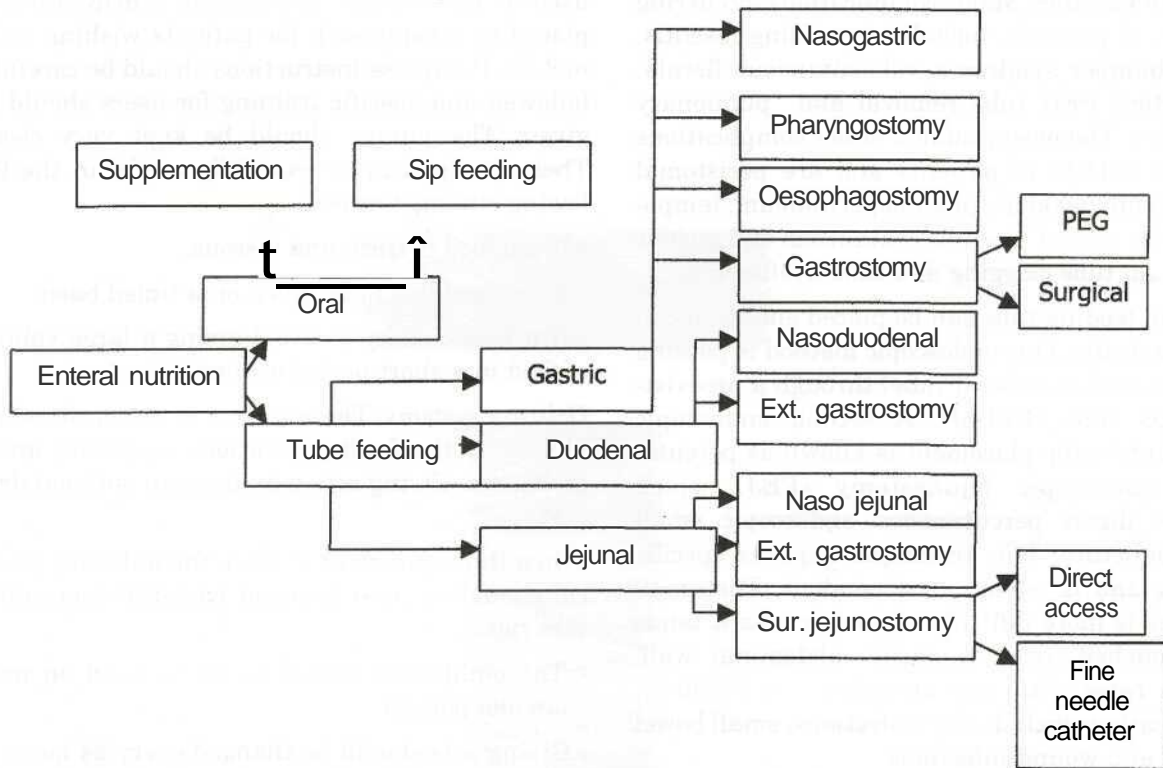 Nasogastric
Pharyngostomy
Supplementation
Sip feeding
Oesophagostomy
PEG
Gastrostomy
Surgical
Oral
Nasoduodenal
Enteral nutrition
Gastric
Ext. gastrostomy
Tube feeding
Duodenal
Naso jejunal
Jejunal
Ext. gastrostomy
Direct
access
Sur. jejunostomy
Fine
needle
catheter